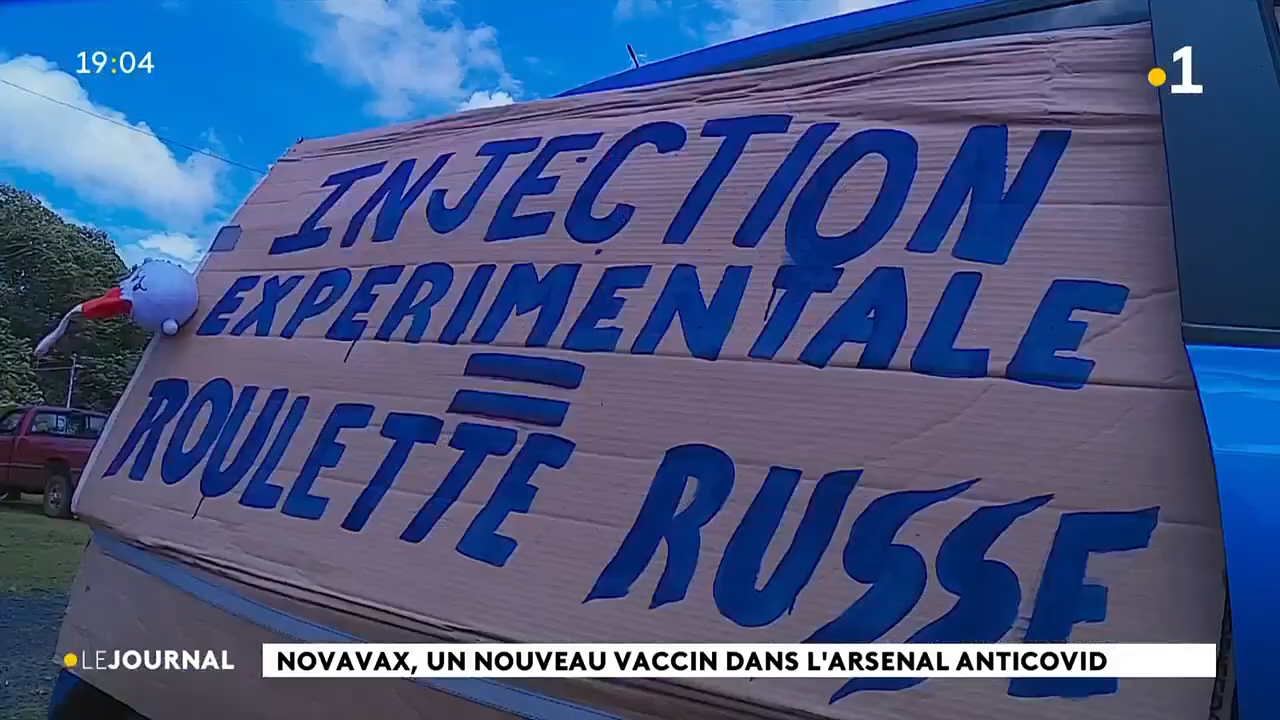 19:04
1
INJECTION
EXPERIMENTALE
=
ROULETTE RUSSE
LEJOURNAL
NOVAVAX, UN NOUVEAU VACCIN DANS L'ARSENAL ANTICOVID